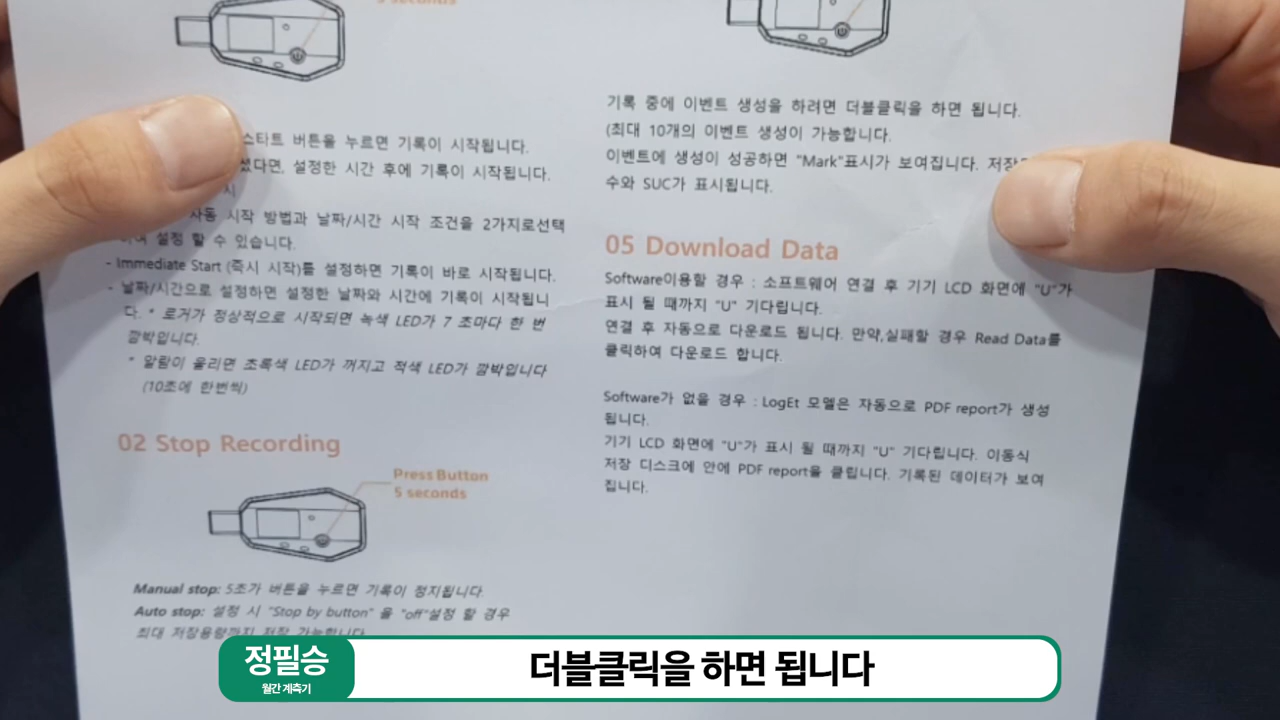 5 seconds
스타트 버튼을 누르면 기록이 시작됩니다.
셨다면, 설정한 시간 후에 기록이 시작됩니다.
시
자동 시작 방법과 날짜/시간 시작 조건을 2가지로선택
하여 설정 할 수 있습니다.
- Immediate Start (즉시 시작)를 설정하면 기록이 바로 시작됩니다.
- 날짜/시간으로 설정하면 설정한 날짜와 시간에 기록이 시작됩니
다. * 로거가 정상적으로 시작되면 녹색 LED가 7 초마다 한 번
깜박입니다.
* 알람이 울리면 초록색 LED가 꺼지고 적색 LED가 깜박입니다
(10초에 한번씩)
02 Stop Recording
Press Button
5 seconds
Manual stop: 5초가 버튼을 누르면 기록이 정지됩니다.
Auto stop: 설정 시 "Stop by button" 을 "off"설정 할 경우
최대 저장용량까지 저장 가능합니다.
기록 중에 이벤트 생성을 하려면 더블클릭을 하면 됩니다.
(최대 10개의 이벤트 생성이 가능합니다.
이벤트에 생성이 성공하면 "Mark"표시가 보여집니다. 저장
수와 SUC가 표시됩니다.
05 Download Data
Software이용할 경우 : 소프트웨어 연결 후 기기 LCD 화면에 "U"가
표시 될 때까지 "U" 기다립니다.
연결 후 자동으로 다운로드 됩니다. 만약,실패할 경우 Read Data를
클릭하여 다운로드 합니다.
Software가 없을 경우 : LogEt 모델은 자동으로 PDF report가 생성
됩니다.
기기 LCD 화면에 "U"가 표시 될 때까지 "U" 기다립니다. 이동식
저장 디스크에 안에 PDF report을 클립니다. 기록된 데이터가 보여
집니다.
정필승
월간 계측기
더블클릭을 하면 됩니다